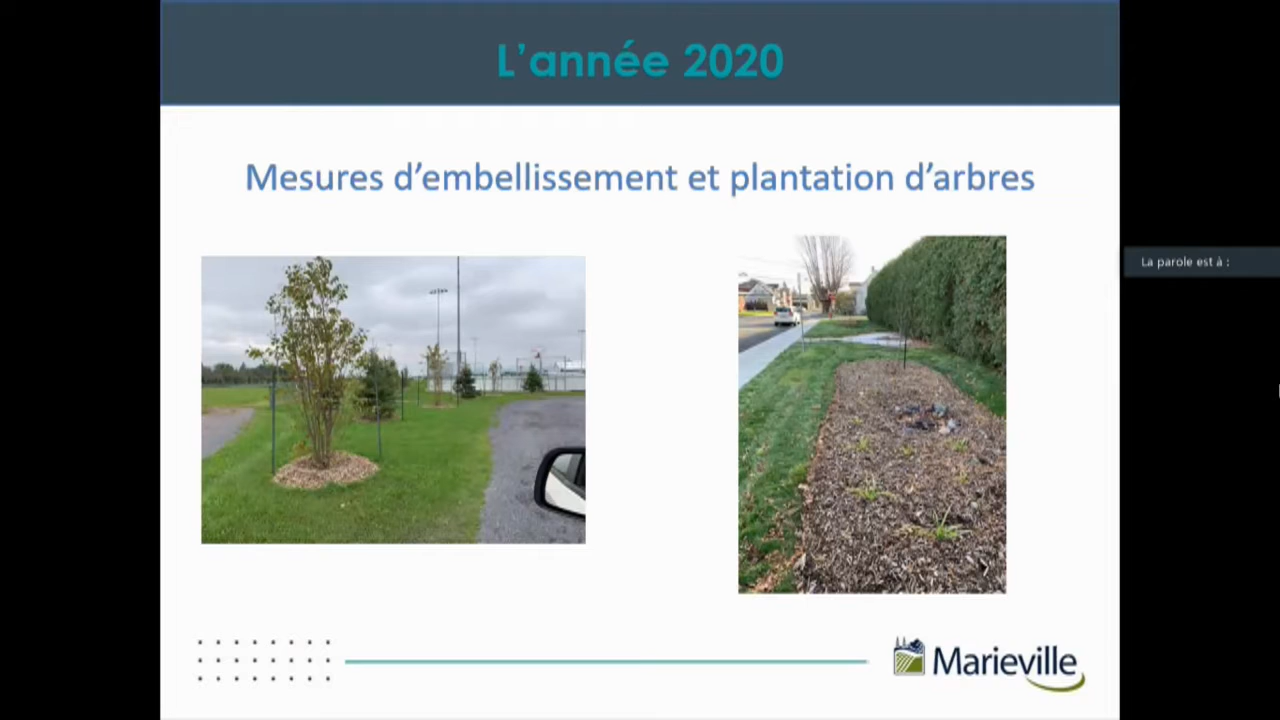 L'année 2020
Mesures d'embellissement et plantation d'arbres
La parole est à :
Marieville